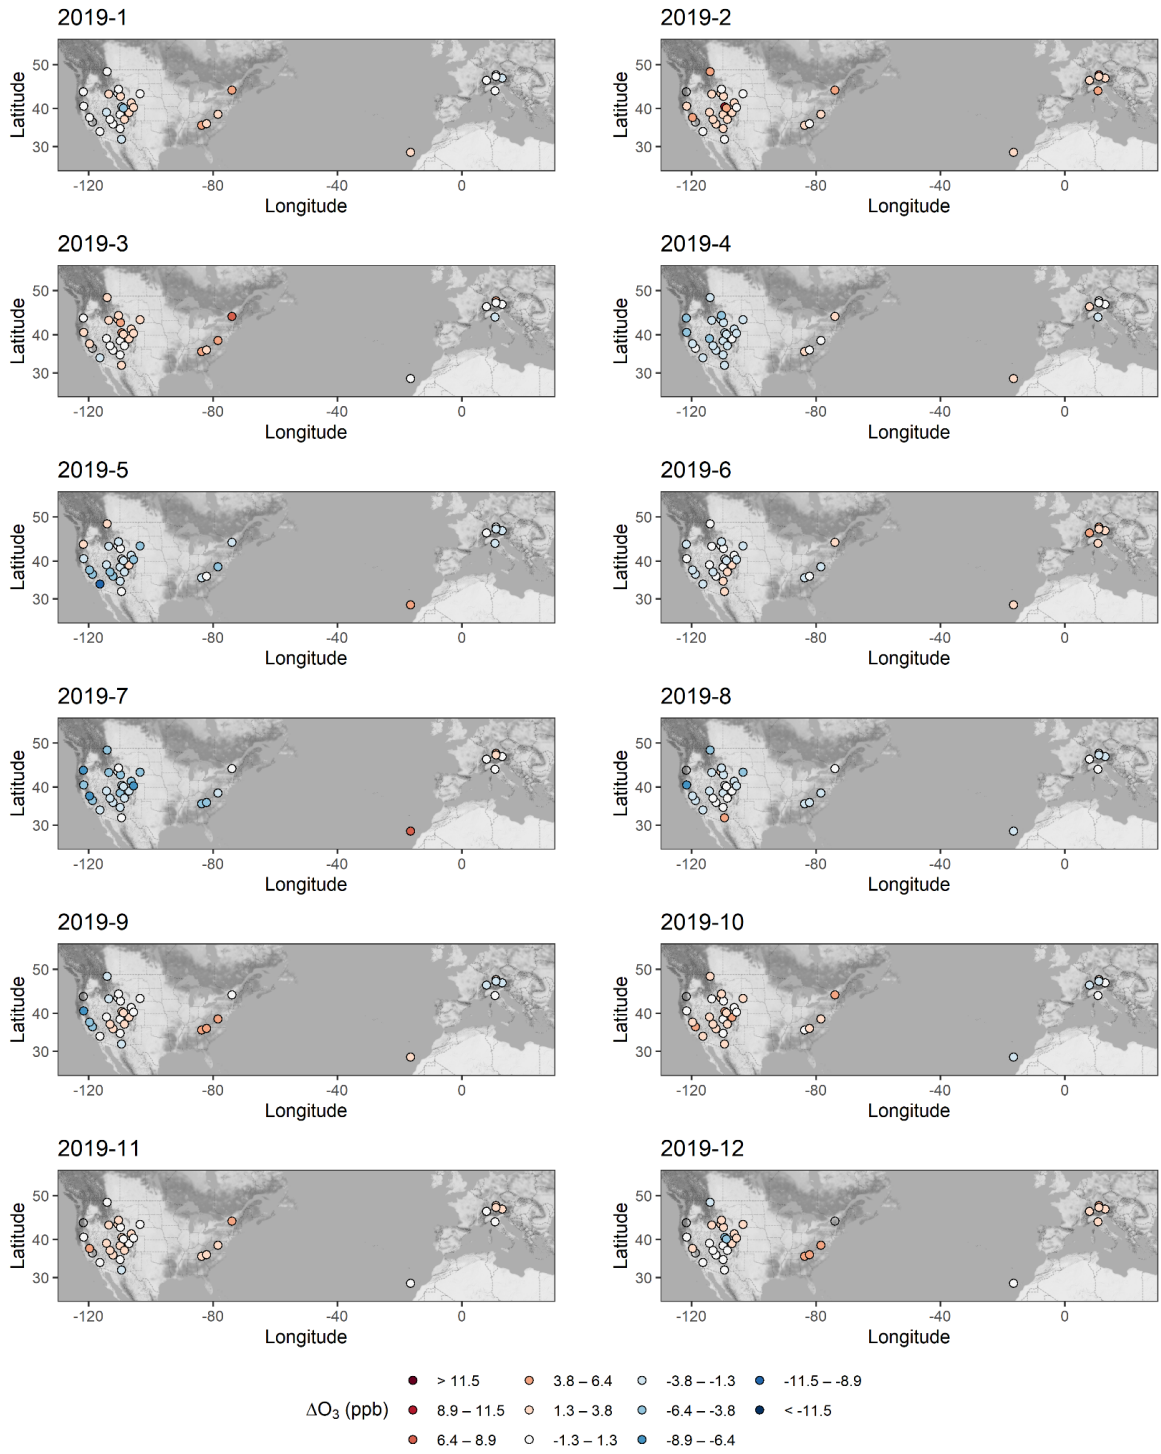 2019-1
2019-2
Latitude
50
40
30
-120
-80
-40
0
Longitude
Latitude
50
40
30
-120
-80
-40
0
Longitude
2019-3
2019-4
Latitude
50
40
30
-120
-80
-40
0
Longitude
Latitude
50
40
30
-120
-80
-40
0
Longitude
2019-5
2019-6
Latitude
50
40
30
-120
-80
-40
0
Longitude
Latitude
50
40
30
-120
-80
-40
0
Longitude
2019-7
2019-8
Latitude
50
40
30
-120
-80
-40
0
Longitude
Latitude
50
40
30
-120
-80
-40
0
Longitude
2019-9
2019-10
Latitude
50
40
30
-120
-80
-40
0
Longitude
Latitude
50
40
30
-120
-80
-40
0
Longitude
2019-11
2019-12
Latitude
50
40
30
-120
-80
-40
0
Longitude
Latitude
50
40
30
-120
-80
-40
0
Longitude
ΔO₃ (ppb)
> 11.5
8.9 – 11.5
6.4 – 8.9
3.8 – 6.4
1.3 – 3.8
-1.3 – 1.3
-3.8 – -1.3
-6.4 – -3.8
-8.9 – -6.4
-11.5 – -8.9
< -11.5